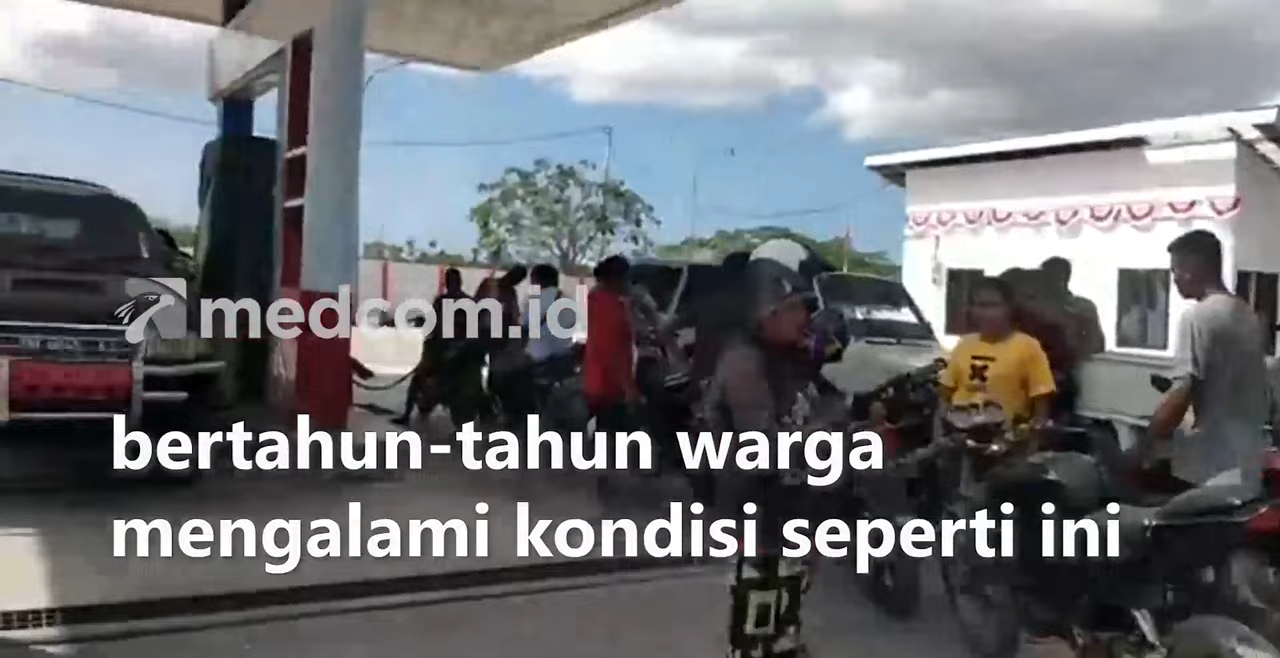 medcom.id
bertahun-tahun warga
mengalami kondisi seperti ini